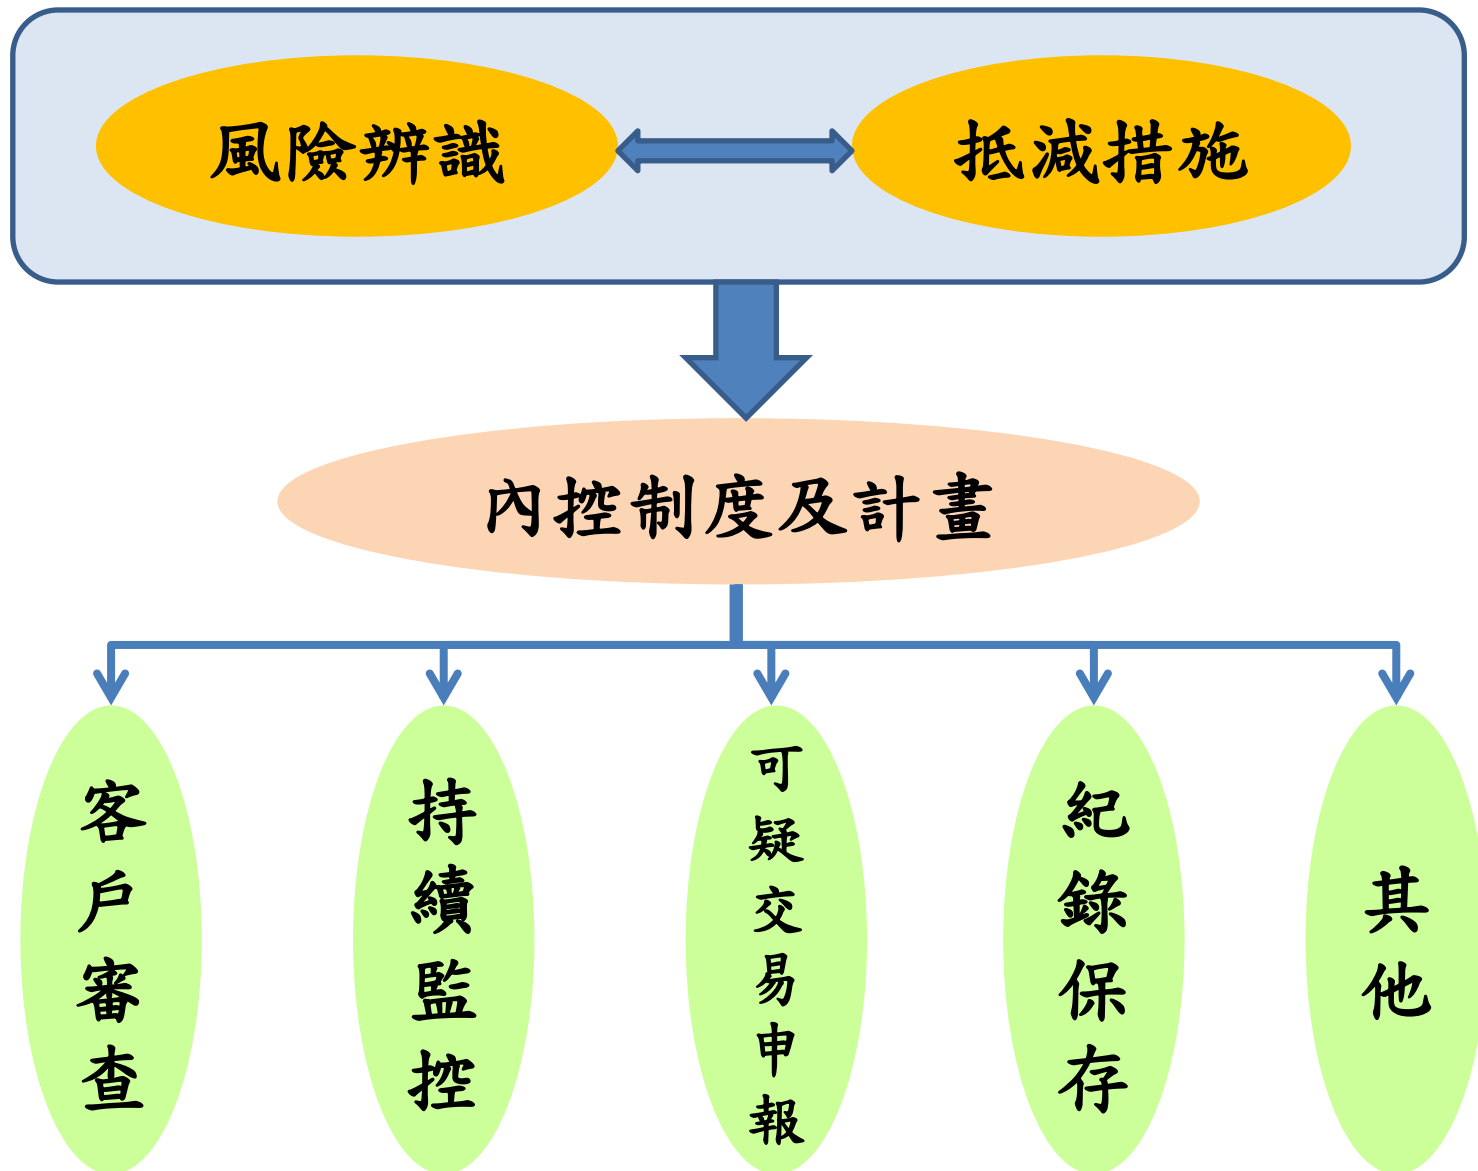 風險辨識
抵減措施
內控制度及計畫
客戶審查
持續監控
可疑交易申報
紀錄保存
其他